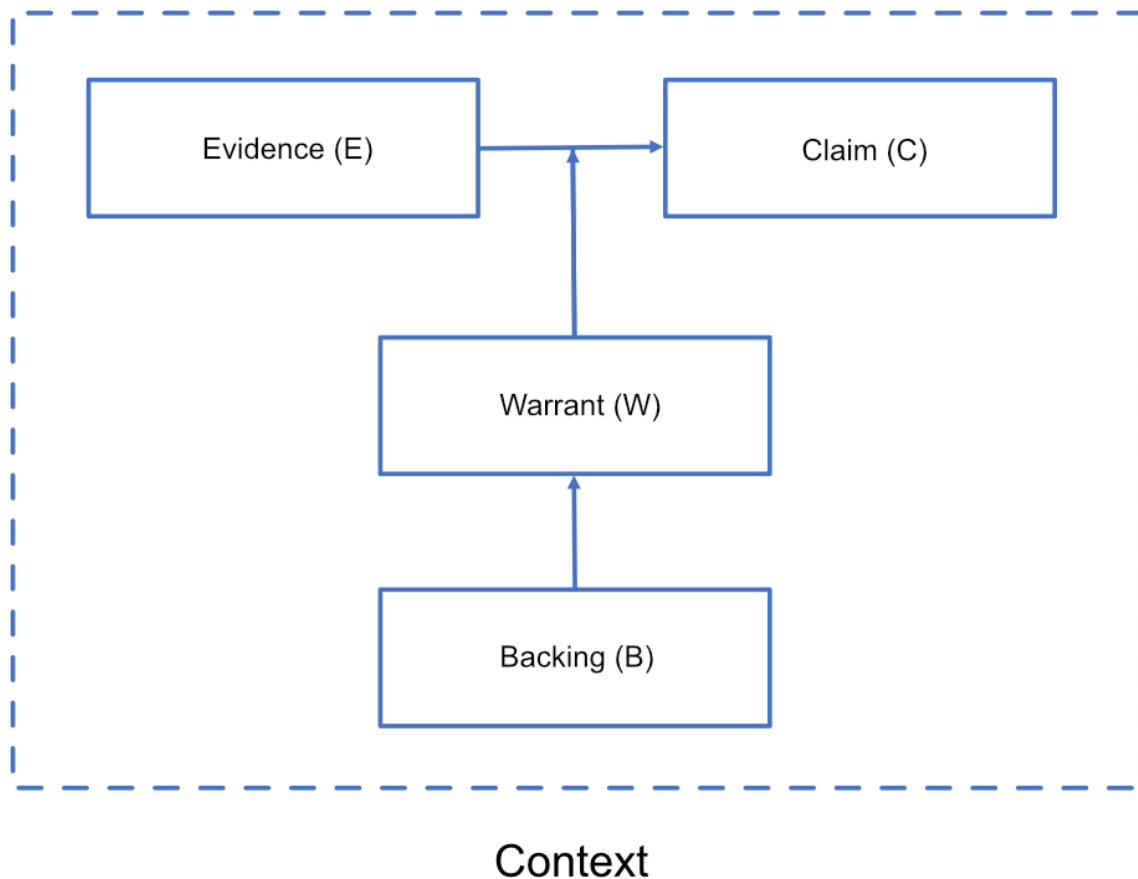 Evidence (E)
Claim (C)
Warrant (W)
Backing (B)
Context